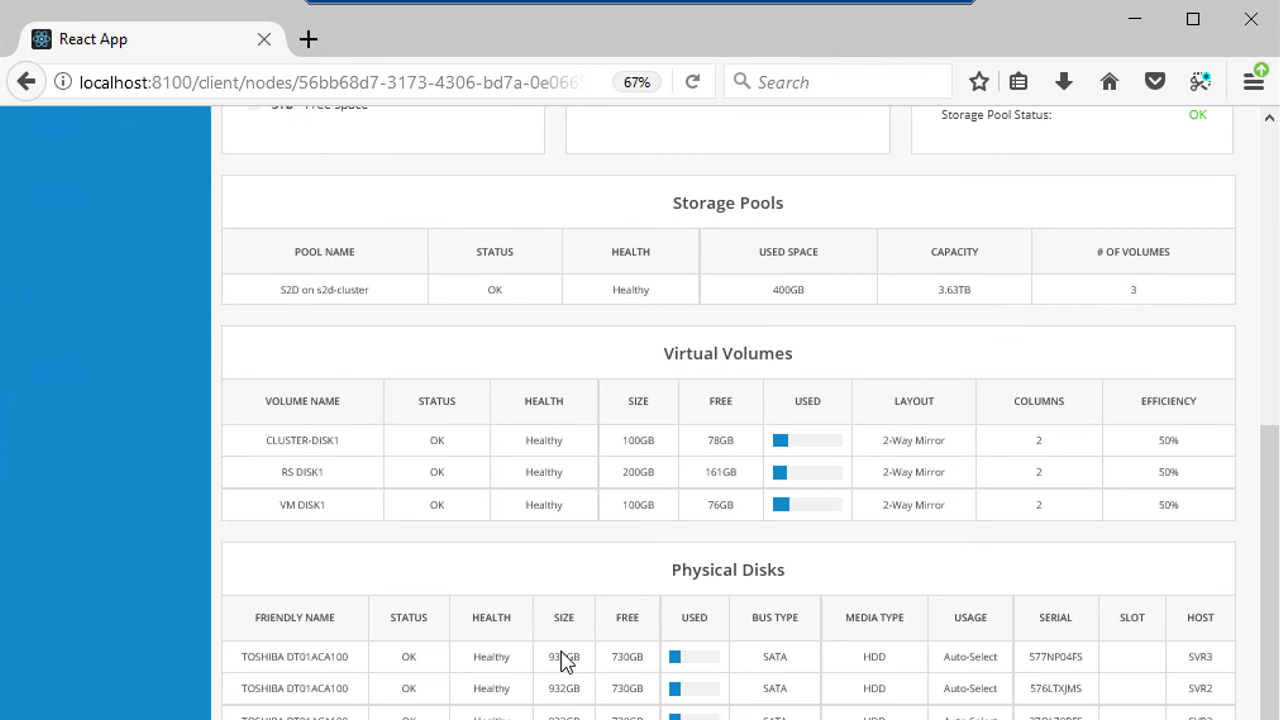 React App
localhost:8100/client/nodes/56bb68d7-3173-4306-bd7a-0e066
67%
Search
Free space
Storage Pool Status: OK
Storage Pools
POOL NAME STATUS HEALTH USED SPACE CAPACITY # OF VOLUMES
S2D on s2d-cluster OK Healthy 400GB 3.63TB 3
Virtual Volumes
VOLUME NAME STATUS HEALTH SIZE FREE USED LAYOUT COLUMNS EFFICIENCY
CLUSTER-DISK1 OK Healthy 100GB 78GB 2-Way Mirror 2 50%
RS DISK1 OK Healthy 200GB 161GB 2-Way Mirror 2 50%
VM DISK1 OK Healthy 100GB 76GB 2-Way Mirror 2 50%
Physical Disks
FRIENDLY NAME STATUS HEALTH SIZE FREE USED BUS TYPE MEDIA TYPE USAGE SERIAL SLOT HOST
TOSHIBA DT01ACA100 OK Healthy 730GB SATA HDD Auto-Select 577NP04FS SVR3
TOSHIBA DT01ACA100 OK Healthy 932GB 730GB SATA HDD Auto-Select 576LTXJMS SVR2